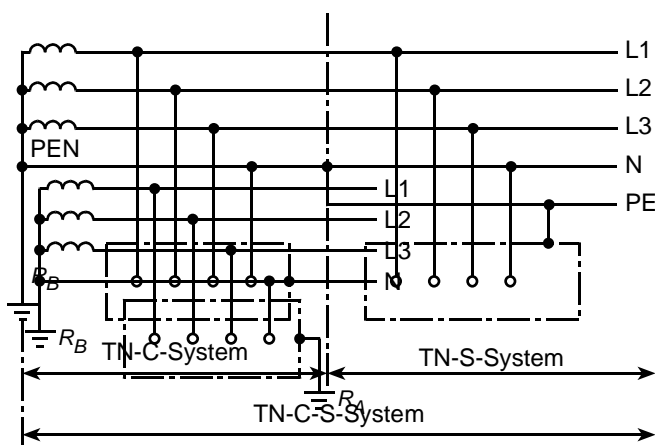 L1
L2
L3
PEN
N
L1
PE
L2
L3
R_B
N
R_B
TN-C-System
TN-S-System
R_A
TN-C-S-System